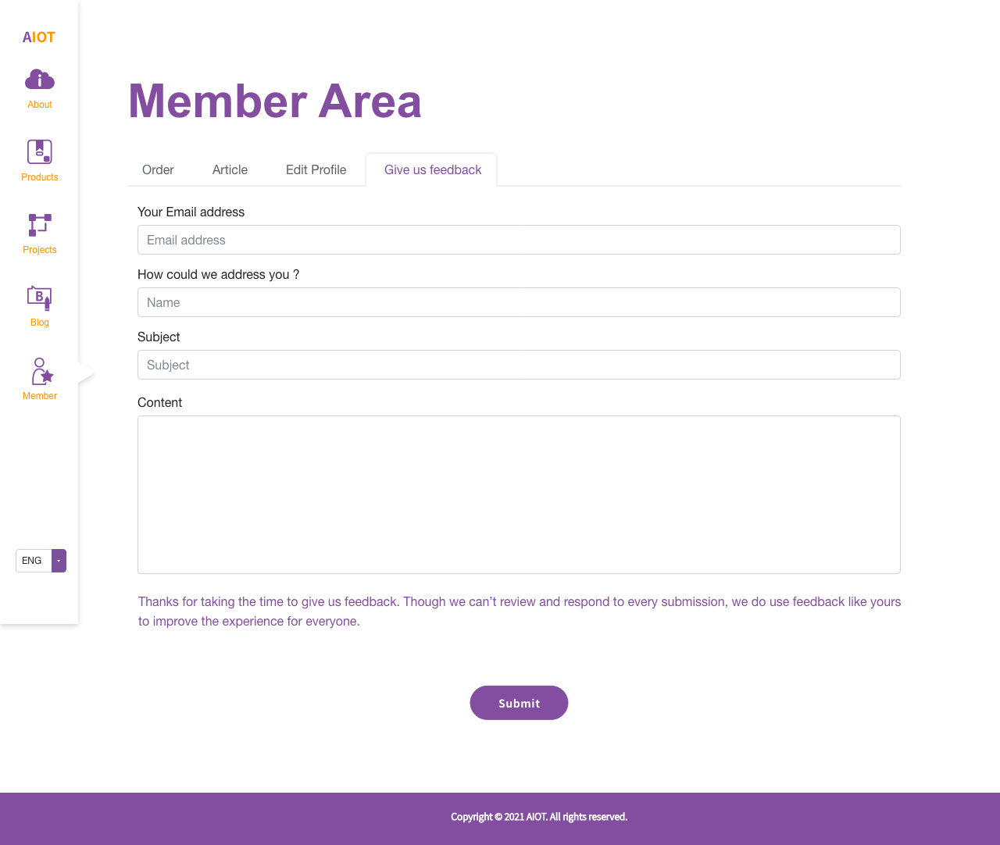 AIOT
About
Products
Projects
B
Blog
Member
ENG
Member Area
Order Article Edit Profile Give us feedback
Your Email address
Email address
How could we address you ?
Name
Subject
Subject
Content
Thanks for taking the time to give us feedback. Though we can’t review and respond to every submission, we do use feedback like yours
to improve the experience for everyone.
Submit
Copyright © 2021 AIOT. All rights reserved.